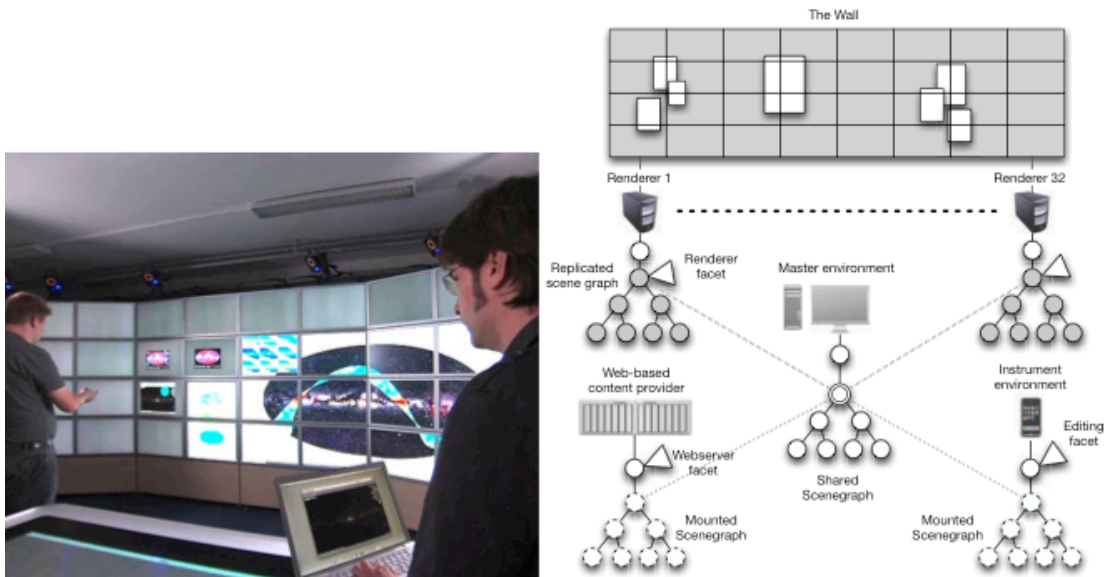 The Wall
Renderer 1
Renderer 32
Replicated
scene graph
Renderer
facet
Master environment
Web-based
content provider
Instrument
environment
Webserver
facet
Editing
facet
Shared
Scenegraph
Mounted
Scenegraph
Mounted
Scenegraph